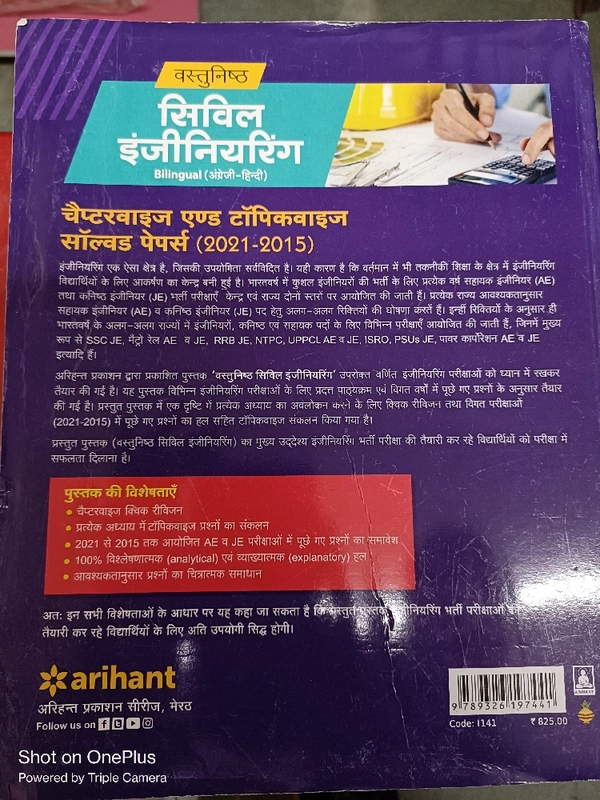 वस्तुनिष्ठ
सिविल
इंजीनियरिंग
Bilingual (अंग्रेजी-हिन्दी)
चैप्टरवाइज एण्ड टॉपिकवाइज
सॉल्वड पेपर्स (2021-2015)
इंजीनियरिंग एक ऐसा क्षेत्र है, जिसकी उपयोगिता सर्वविदित है। यही कारण है कि वर्तमान में भी तकनीकी शिक्षा के क्षेत्र में इंजीनियरिंग
विद्यार्थियों के लिए आकर्षण का केन्द्र बनी हुई है। भारतवर्ष में कुशल इंजीनियरों की भर्ती के लिए प्रत्येक वर्ष सहायक इंजीनियर (AE)
तथा कनिष्ठ इंजीनियर (JE) भर्ती परीक्षाएँ केन्द्र एवं राज्य दोनों स्तरों पर आयोजित की जाती हैं। प्रत्येक राज्य आवश्यकतानुसार
सहायक इंजीनियर (AE) व कनिष्ठ इंजीनियर (JE) पद हेतु अलग-अलग रिक्तियों की घोषणा करते हैं। इन्हीं रिक्तियों के अनुसार ही
भारतवर्ष के अलग-अलग राज्यों में इंजीनियरों, कनिष्ठ एवं सहायक पदों के लिए विभिन्न परीक्षाएँ आयोजित की जाती हैं, जिनमें मुख्य
रूप से SSC JE, मैट्रो रेल AE व JE, RRB JE, NTPC, UPPCL AE व JE, ISRO, PSUs JE, पावर कार्पोरेशन AE व JE
इत्यादि हैं।
अरिहन्त प्रकाशन द्वारा प्रकाशित पुस्तक 'वस्तुनिष्ठ सिविल इंजीनियरिंग' उपरोक्त वर्णित इंजीनियरिंग परीक्षाओं को ध्यान में रखकर
तैयार की गई है। यह पुस्तक विभिन्न इंजीनियरिंग परीक्षाओं के लिए प्रदत्त पाठ्यक्रम एवं विगत वर्षों में पूछे गए प्रश्नों के अनुसार तैयार
की गई है। प्रस्तुत पुस्तक में एक दृष्टि में प्रत्येक अध्याय का अवलोकन करने के लिए क्विक रीविजन तथा विगत परीक्षाओं
(2021-2015) में पूछे गए प्रश्नों का हल सहित टॉपिकवाइज संकलन किया गया है।
प्रस्तुत पुस्तक (वस्तुनिष्ठ सिविल इंजीनियरिंग) का मुख्य उद्देश्य इंजीनियरिंग भर्ती परीक्षा की तैयारी कर रहे विद्यार्थियों को परीक्षा में
सफलता दिलाना है।
पुस्तक की विशेषताएँ
• चैप्टरवाइज क्विक रीविजन
• प्रत्येक अध्याय में टॉपिकवाइज प्रश्नों का संकलन
• 2021 से 2015 तक आयोजित AE व JE परीक्षाओं में पूछे गए प्रश्नों का समावेश
• 100% विश्लेषणात्मक (analytical) एवं व्याख्यात्मक (explanatory) हल
• आवश्यकतानुसार प्रश्नों का चित्रात्मक समाधान
अत: इन सभी विशेषताओं के आधार पर यह कहा जा सकता है कि प्रस्तुत पुस्तक इंजीनियरिंग भर्ती परीक्षाओं की
तैयारी कर रहे विद्यार्थियों के लिए अति उपयोगी सिद्ध होगी।
arihant
अरिहन्त प्रकाशन सीरीज, मेरठ
Follow us on
9 789326 197441
Code: I141 ₹ 825.00
Shot on OnePlus
Powered by Triple Camera